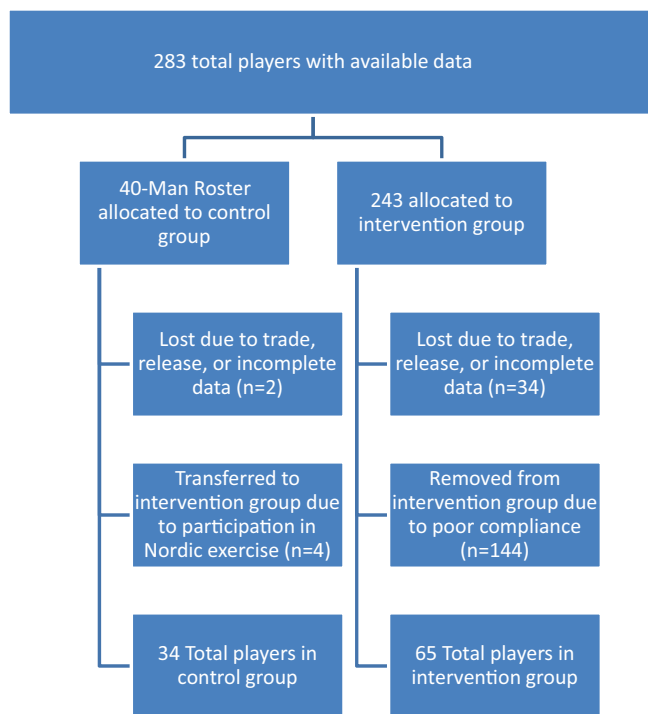 283 total players with available data
40-Man Roster
allocated to control
group
243 allocated to
intervention group
Lost due to trade,
release, or incomplete
data (n=2)
Lost due to trade,
release, or incomplete
data (n=34)
Transferred to
intervention group due
to participation in
Nordic exercise (n=4)
Removed from
intervention group due
to poor compliance
(n=144)
34 Total players in
control group
65 Total players in
intervention group